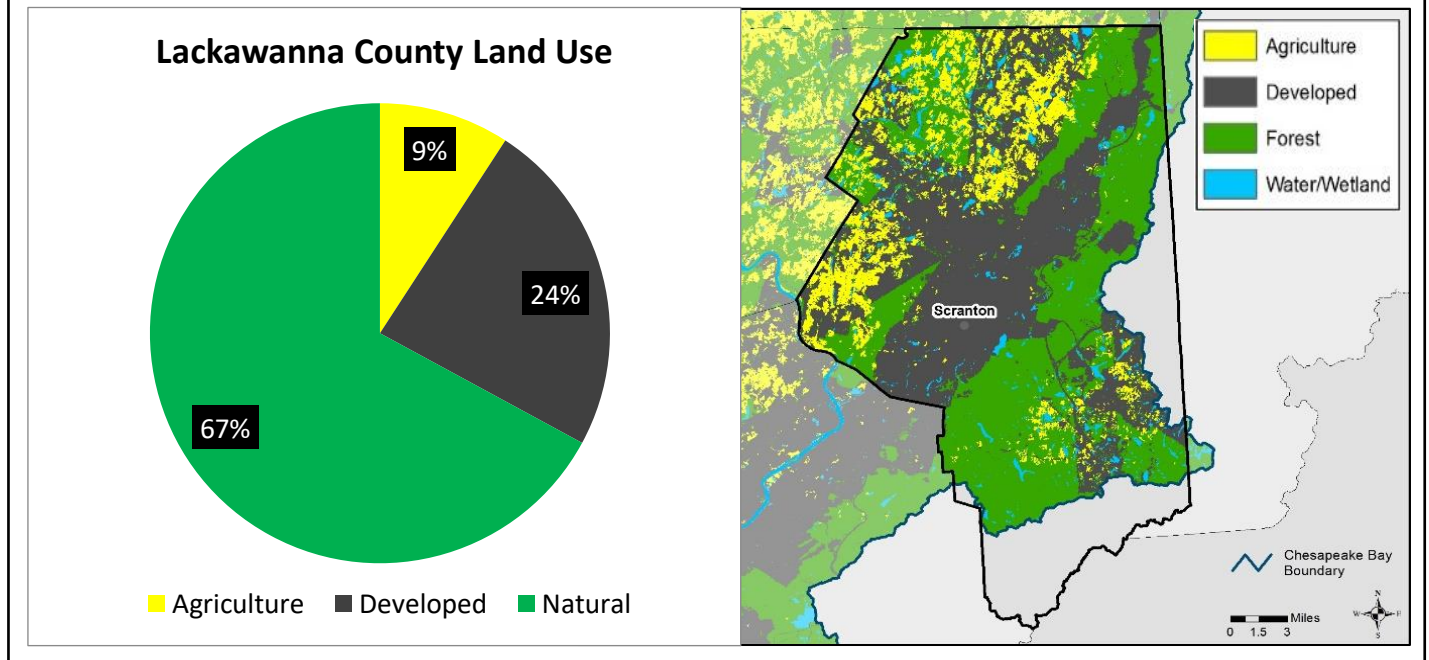 Lackawanna County Land Use
9%
24%
67%
Agriculture Developed Natural
Agriculture
Developed
Forest
Water/Wetland
Scranton
Chesapeake Bay
Boundary
Miles
0 1.5 3
N
W E
S